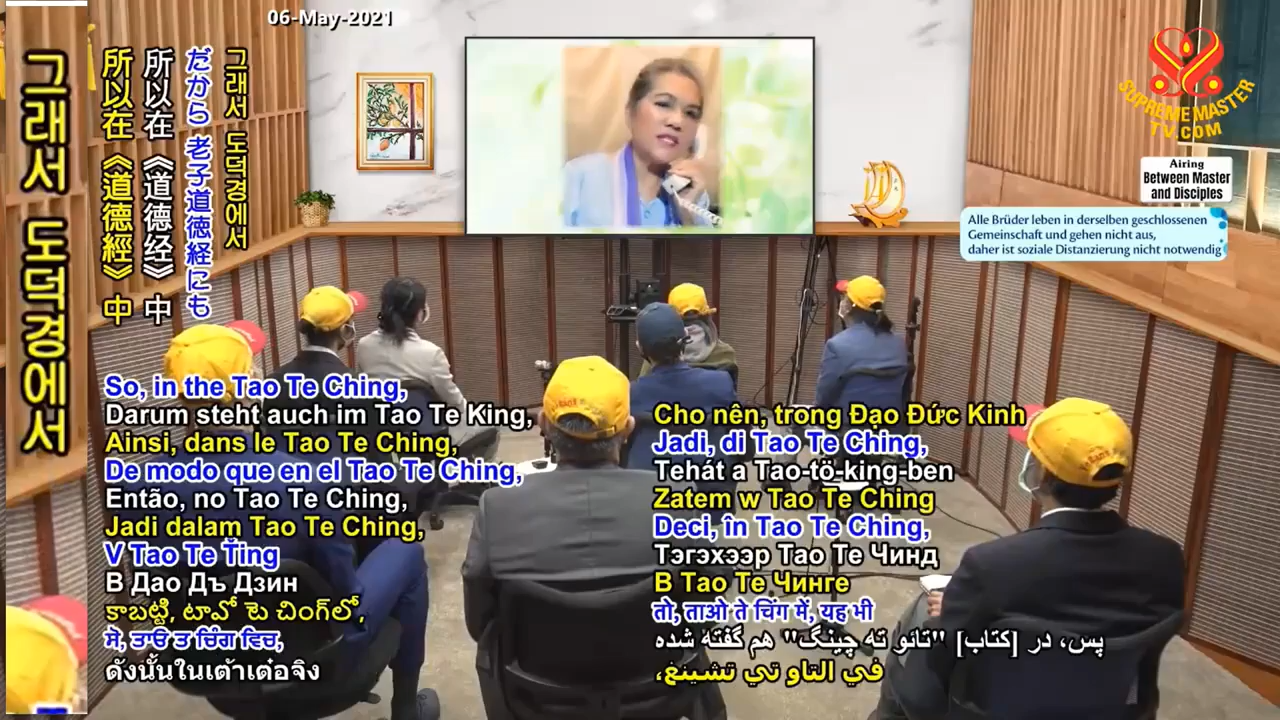 06-May-2021
그래서 도덕경에서
所以在《道德經》中
所以在《道德经》中
だから 老子道徳経にも
그래서 도덕경에서
SUPREME MASTER
TV.COM
Airing
Between Master
and Disciples
Alle Brüder leben in derselben geschlossenen
Gemeinschaft und gehen nicht aus,
daher ist soziale Distanzierung nicht notwendig
So, in the Tao Te Ching,
Darum steht auch im Tao Te King,
Ainsi, dans le Tao Te Ching,
De modo que en el Tao Te Ching,
Então, no Tao Te Ching,
Jadi dalam Tao Te Ching,
V Tao Te Ťing
В Дао Дъ Дзин
కాబట్టి, టావో టె చింగ్‌లో,
ਸੋ, ਤਾਓ ਤ ਚਿੰਗ ਵਿਚ,
ดังนั้นในเต้าเต๋อจิง
Cho nên, trong Đạo Đức Kinh
Jadi, di Tao Te Ching,
Tehát a Tao-tö-king-ben
Zatem w Tao Te Ching
Deci, în Tao Te Ching,
Тэгэхээр Тао Те Чинд
В Тао Те Чинге
तो, ताओ ते चिंग में, यह भी
پس، در [کتاب] "تائو ته چینگ" هم گفته شده
في التاو تي تشينغ،